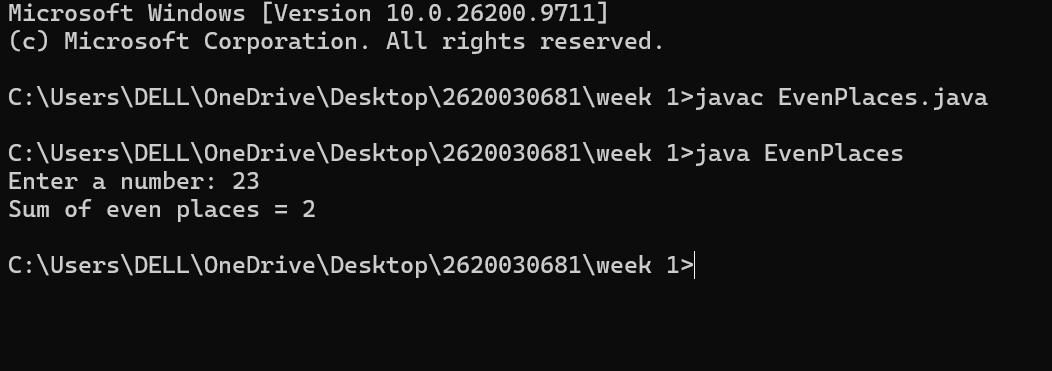 Microsoft Windows [Version 10.0.26200.9711]
(c) Microsoft Corporation. All rights reserved.
C:\Users\DELL\OneDrive\Desktop\2620030681\week 1>javac EvenPlaces.java
C:\Users\DELL\OneDrive\Desktop\2620030681\week 1>java EvenPlaces
Enter a number: 23
Sum of even places = 2
C:\Users\DELL\OneDrive\Desktop\2620030681\week 1>